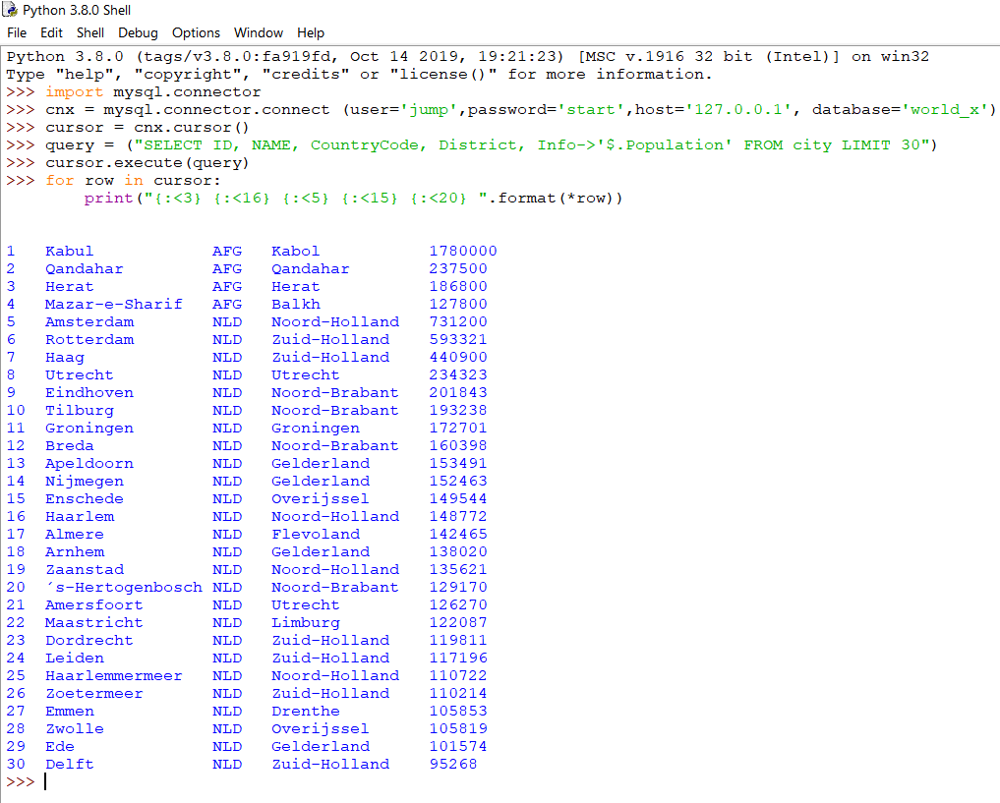 Python 3.8.0 Shell
File Edit Shell Debug Options Window Help
Python 3.8.0 (tags/v3.8.0:fa919fd, Oct 14 2019, 19:21:23) [MSC v.1916 32 bit (Intel)] on win32
Type "help", "copyright", "credits" or "license()" for more information.
>>> import mysql.connector
>>> cnx = mysql.connector.connect (user='jump',password='start',host='127.0.0.1', database='world_x')
>>> cursor = cnx.cursor()
>>> query = ("SELECT ID, NAME, CountryCode, District, Info->'$.Population' FROM city LIMIT 30")
>>> cursor.execute(query)
>>> for row in cursor:
        print("{:<3} {:<16} {:<5} {:<15} {:<20} ".format(*row))
1   Kabul            AFG   Kabol           1780000
2   Qandahar         AFG   Qandahar        237500
3   Herat            AFG   Herat           186800
4   Mazar-e-Sharif   AFG   Balkh           127800
5   Amsterdam        NLD   Noord-Holland   731200
6   Rotterdam        NLD   Zuid-Holland    593321
7   Haag             NLD   Zuid-Holland    440900
8   Utrecht          NLD   Utrecht         234323
9   Eindhoven        NLD   Noord-Brabant   201843
10  Tilburg          NLD   Noord-Brabant   193238
11  Groningen        NLD   Groningen       172701
12  Breda            NLD   Noord-Brabant   160398
13  Apeldoorn        NLD   Gelderland      153491
14  Nijmegen         NLD   Gelderland      152463
15  Enschede         NLD   Overijssel      149544
16  Haarlem          NLD   Noord-Holland   148772
17  Almere           NLD   Flevoland       142465
18  Arnhem           NLD   Gelderland      138020
19  Zaanstad         NLD   Noord-Holland   135621
20  ´s-Hertogenbosch NLD   Noord-Brabant   129170
21  Amersfoort       NLD   Utrecht         126270
22  Maastricht       NLD   Limburg         122087
23  Dordrecht        NLD   Zuid-Holland    119811
24  Leiden           NLD   Zuid-Holland    117196
25  Haarlemmermeer   NLD   Noord-Holland   110722
26  Zoetermeer       NLD   Zuid-Holland    110214
27  Emmen            NLD   Drenthe         105853
28  Zwolle           NLD   Overijssel      105819
29  Ede              NLD   Gelderland      101574
30  Delft            NLD   Zuid-Holland    95268
>>>